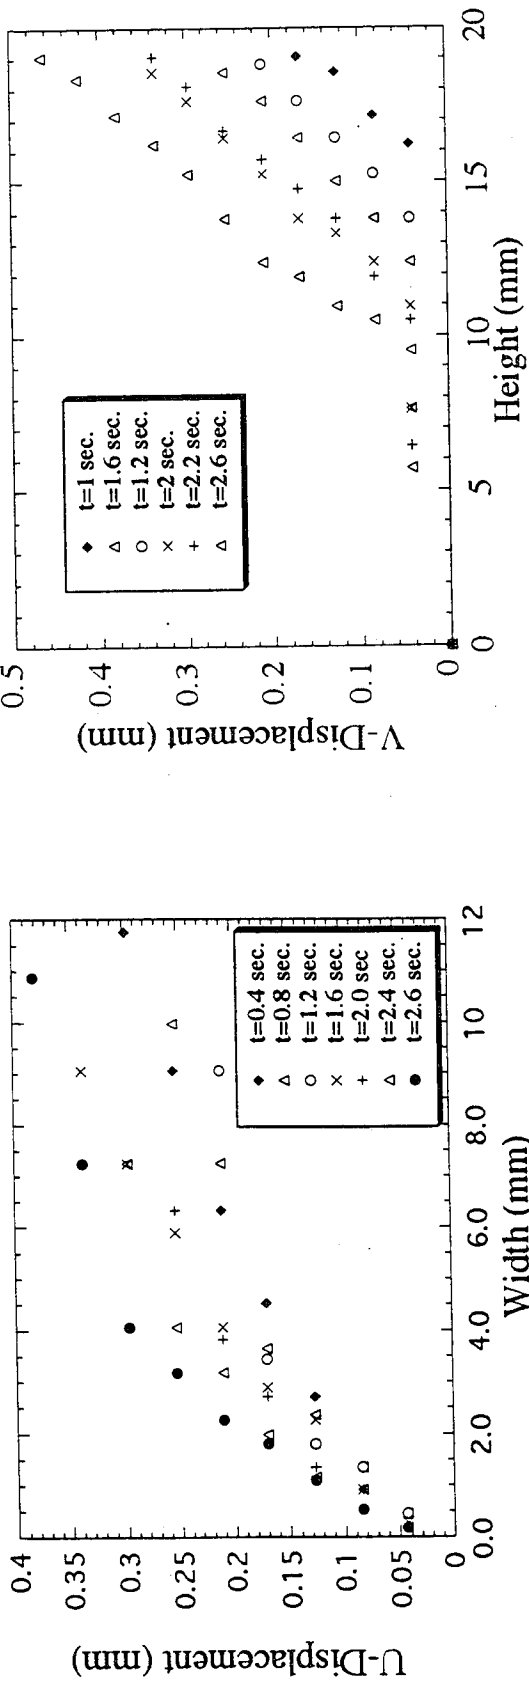 0.4
0.35
0.3
0.25
0.2
0.15
0.1
0.05
0
U-Displacement (mm)
0.0
2.0
4.0
6.0
8.0
10
12
Width (mm)
t=0.4 sec.
t=0.8 sec.
t=1.2 sec.
t=1.6 sec.
t=2.0 sec
t=2.4 sec.
t=2.6 sec.
0.5
0.4
0.3
0.2
0.1
0
V-Displacement (mm)
0
5
10
15
20
Height (mm)
t=1 sec.
t=1.6 sec.
t=1.2 sec.
t=2 sec.
t=2.2 sec.
t=2.6 sec.